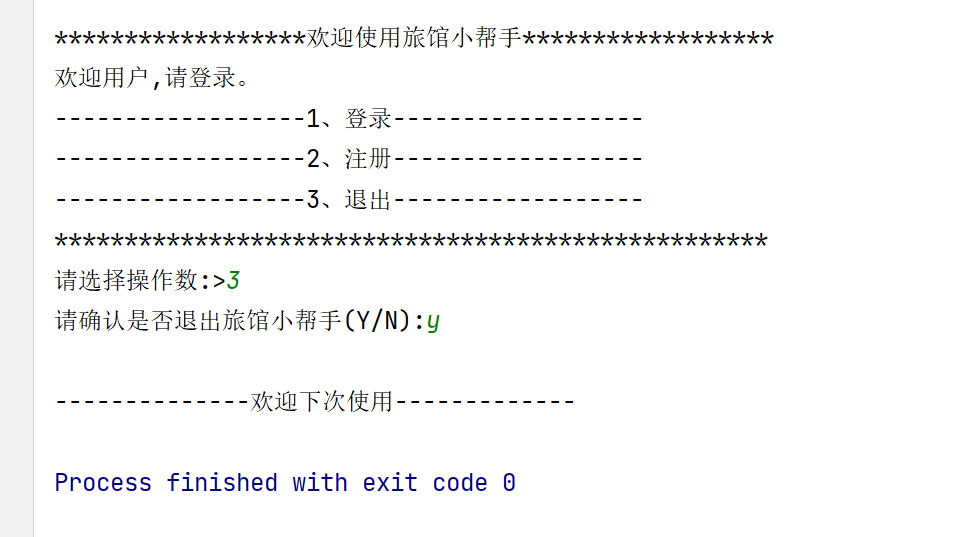 ******************欢迎使用旅馆小帮手******************
欢迎用户,请登录。
------------------1、登录------------------
------------------2、注册------------------
------------------3、退出------------------
***************************************************
请选择操作数:>3
请确认是否退出旅馆小帮手(Y/N):y
--------------欢迎下次使用-------------
Process finished with exit code 0